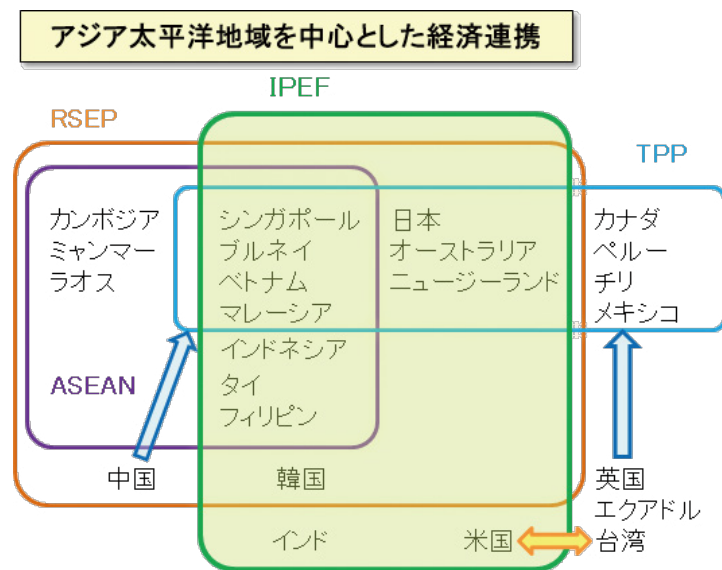 アジア太平洋地域を中心とした経済連携
IPEF
RSEP
TPP
カンボジア
ミャンマー
ラオス
シンガポール
ブルネイ
ベトナム
マレーシア
日本
オーストラリア
ニュージーランド
カナダ
ペルー
チリ
メキシコ
インドネシア
タイ
フィリピン
ASEAN
中国
韓国
英国
エクアドル
台湾
インド
米国